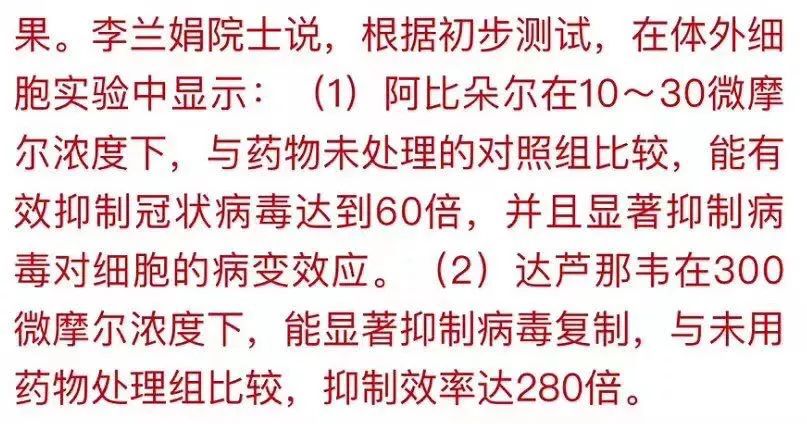 果。李兰娟院士说，根据初步测试，在体外细
胞实验中显示：（1）阿比朵尔在10～30微摩
尔浓度下，与药物未处理的对照组比较，能有
效抑制冠状病毒达到60倍，并且显著抑制病
毒对细胞的病变效应。（2）达芦那韦在300
微摩尔浓度下，能显著抑制病毒复制，与未用
药物处理组比较，抑制效率达280倍。